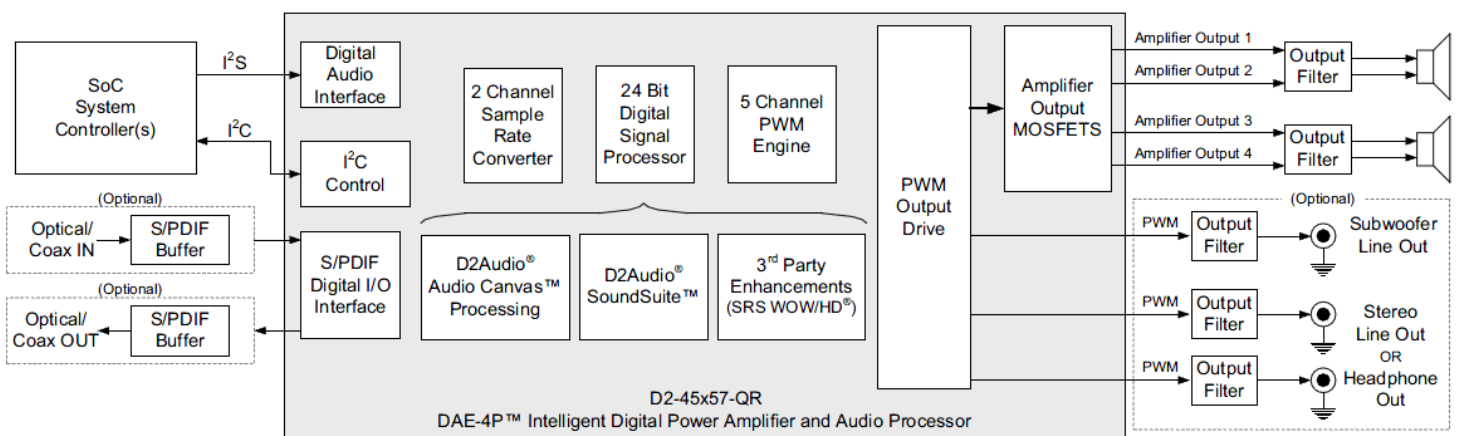 SoC
System
Controller(s)
I²S
I²C
(Optional)
Optical/
Coax IN
S/PDIF
Buffer
(Optional)
Optical/
Coax OUT
S/PDIF
Buffer
Digital
Audio
Interface
I²C
Control
S/PDIF
Digital I/O
Interface
2 Channel
Sample
Rate
Converter
24 Bit
Digital
Signal
Processor
5 Channel
PWM
Engine
D2Audio®
Audio Canvas™
Processing
D2Audio®
SoundSuite™
3rd Party
Enhancements
(SRS WOW/HD®)
PWM
Output
Drive
Amplifier
Output
MOSFETS
D2-45x57-QR
DAE-4P™ Intelligent Digital Power Amplifier and Audio Processor
Amplifier Output 1
Amplifier Output 2
Output
Filter
Amplifier Output 3
Amplifier Output 4
Output
Filter
(Optional)
PWM
Output
Filter
Subwoofer
Line Out
PWM
Output
Filter
Stereo
Line Out
OR
PWM
Output
Filter
Headphone
Out